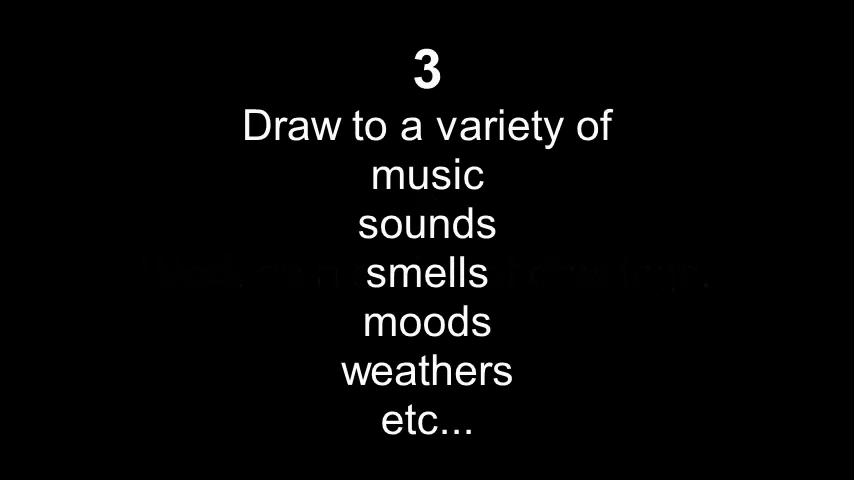 3
Draw to a variety of
music
sounds
smells
moods
weathers
etc...